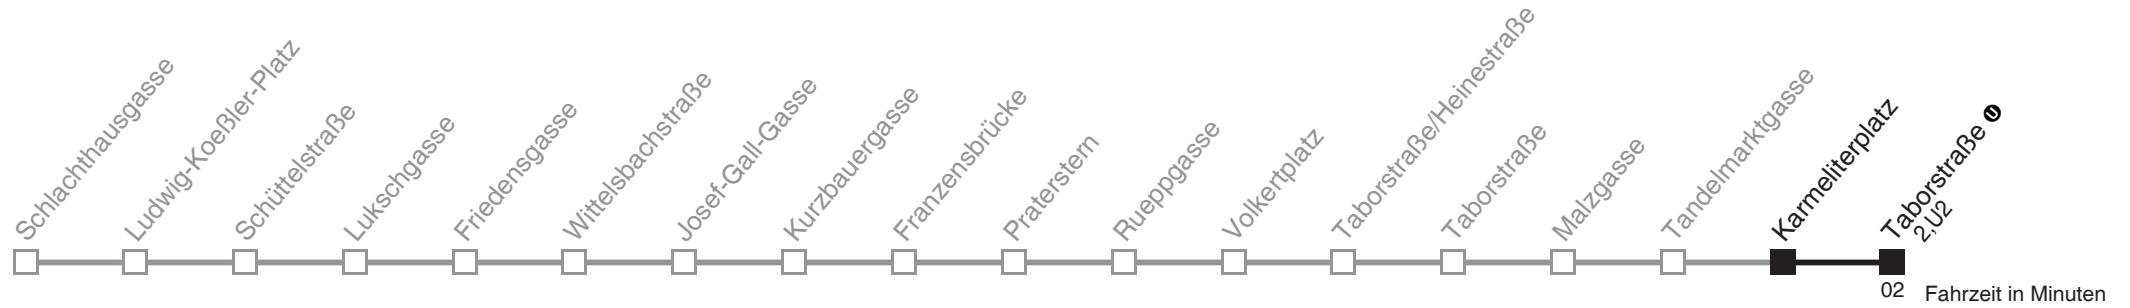 Schlachthausgasse
Ludwig-Koeßler-Platz
Schüttelstraße
Lukschgasse
Friedensgasse
Wittelsbachstraße
Josef-Gall-Gasse
Kurzbauergasse
Franzensbrücke
Praterstern
Rueppgasse
Volkertplatz
Taborstraße/Heinestraße
Taborstraße
Malzgasse
Tandelmarktgasse
Karmeliterplatz
Taborstraße U
2,U2
02 Fahrzeit in Minuten